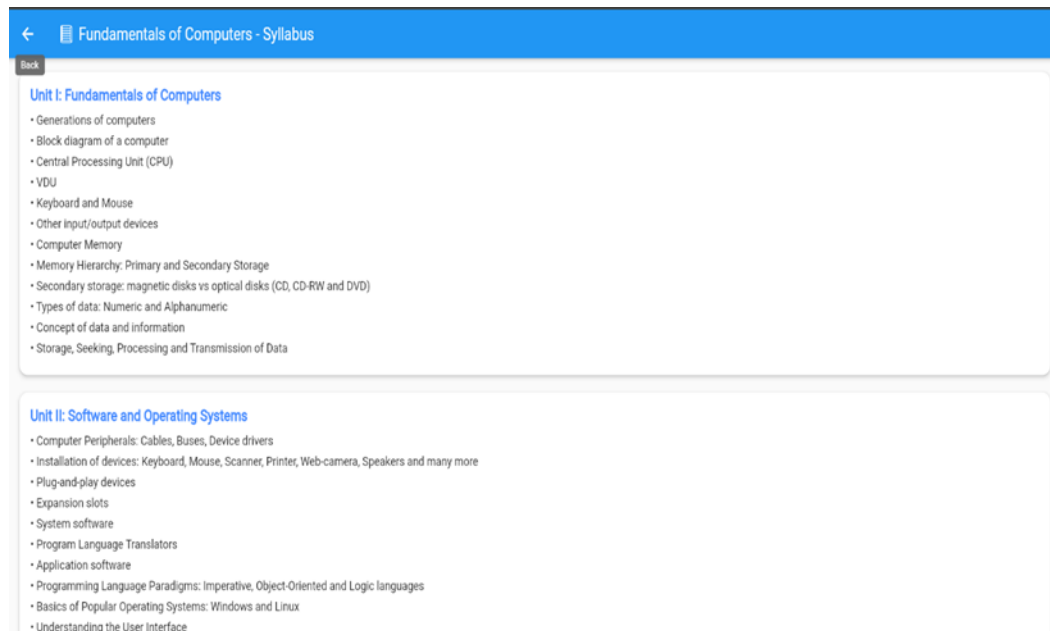 Fundamentals of Computers - Syllabus
Back
Unit I: Fundamentals of Computers
• Generations of computers
• Block diagram of a computer
• Central Processing Unit (CPU)
• VDU
• Keyboard and Mouse
• Other input/output devices
• Computer Memory
• Memory Hierarchy: Primary and Secondary Storage
• Secondary storage: magnetic disks vs optical disks (CD, CD-RW and DVD)
• Types of data: Numeric and Alphanumeric
• Concept of data and information
• Storage, Seeking, Processing and Transmission of Data
Unit II: Software and Operating Systems
• Computer Peripherals: Cables, Buses, Device drivers
• Installation of devices: Keyboard, Mouse, Scanner, Printer, Web-camera, Speakers and many more
• Plug-and-play devices
• Expansion slots
• System software
• Program Language Translators
• Application software
• Programming Language Paradigms: Imperative, Object-Oriented and Logic languages
• Basics of Popular Operating Systems: Windows and Linux
• Understanding the User Interface